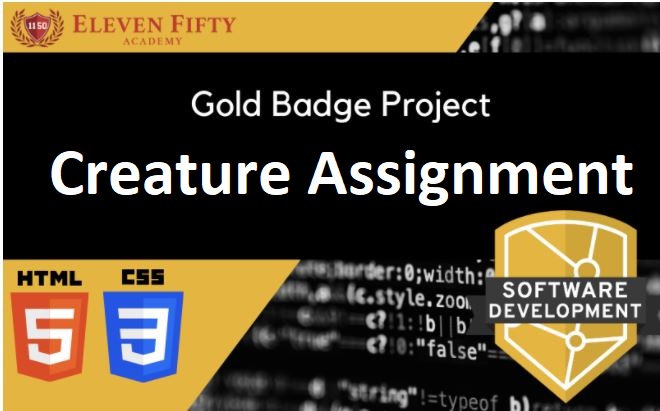 1150
ELEVEN FIFTY
ACADEMY
Gold Badge Project
Creature Assignment
HTML
5
CSS
3
SOFTWARE
DEVELOPMENT
order:0;width:
(c.style.zoom
c?!1:!b||b
c?!0:"false"==
"string"!=typeof b)